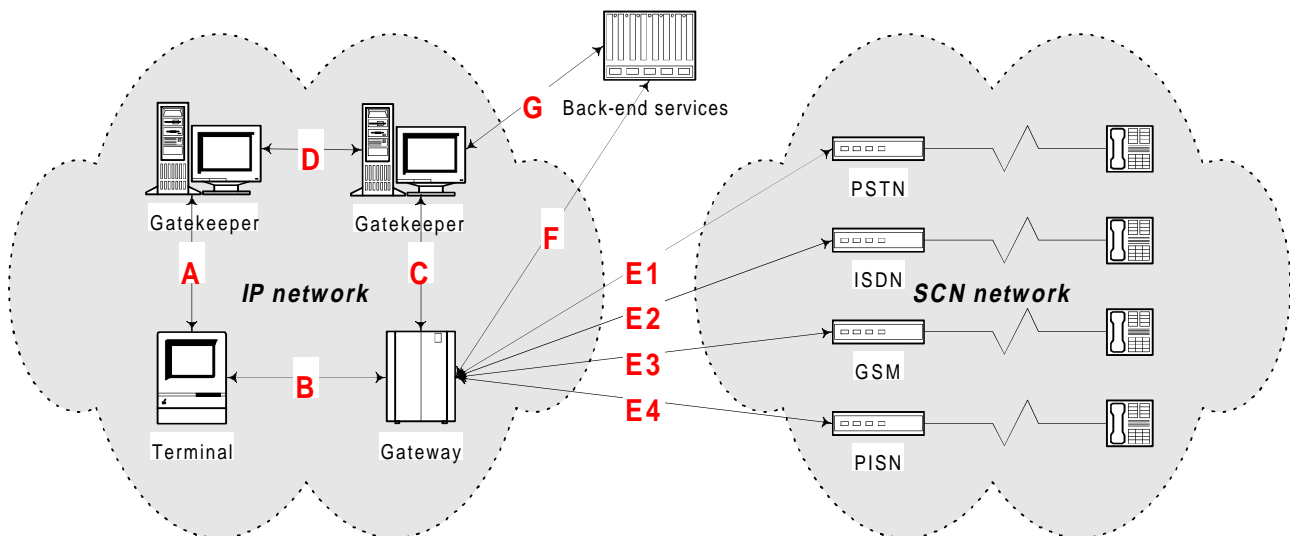 G
Back-end services
D
PSTN
Gatekeeper
Gatekeeper
F
A
C
E1
ISDN
IP network
SCN network
E2
E3
GSM
B
E4
Terminal
Gateway
PISN